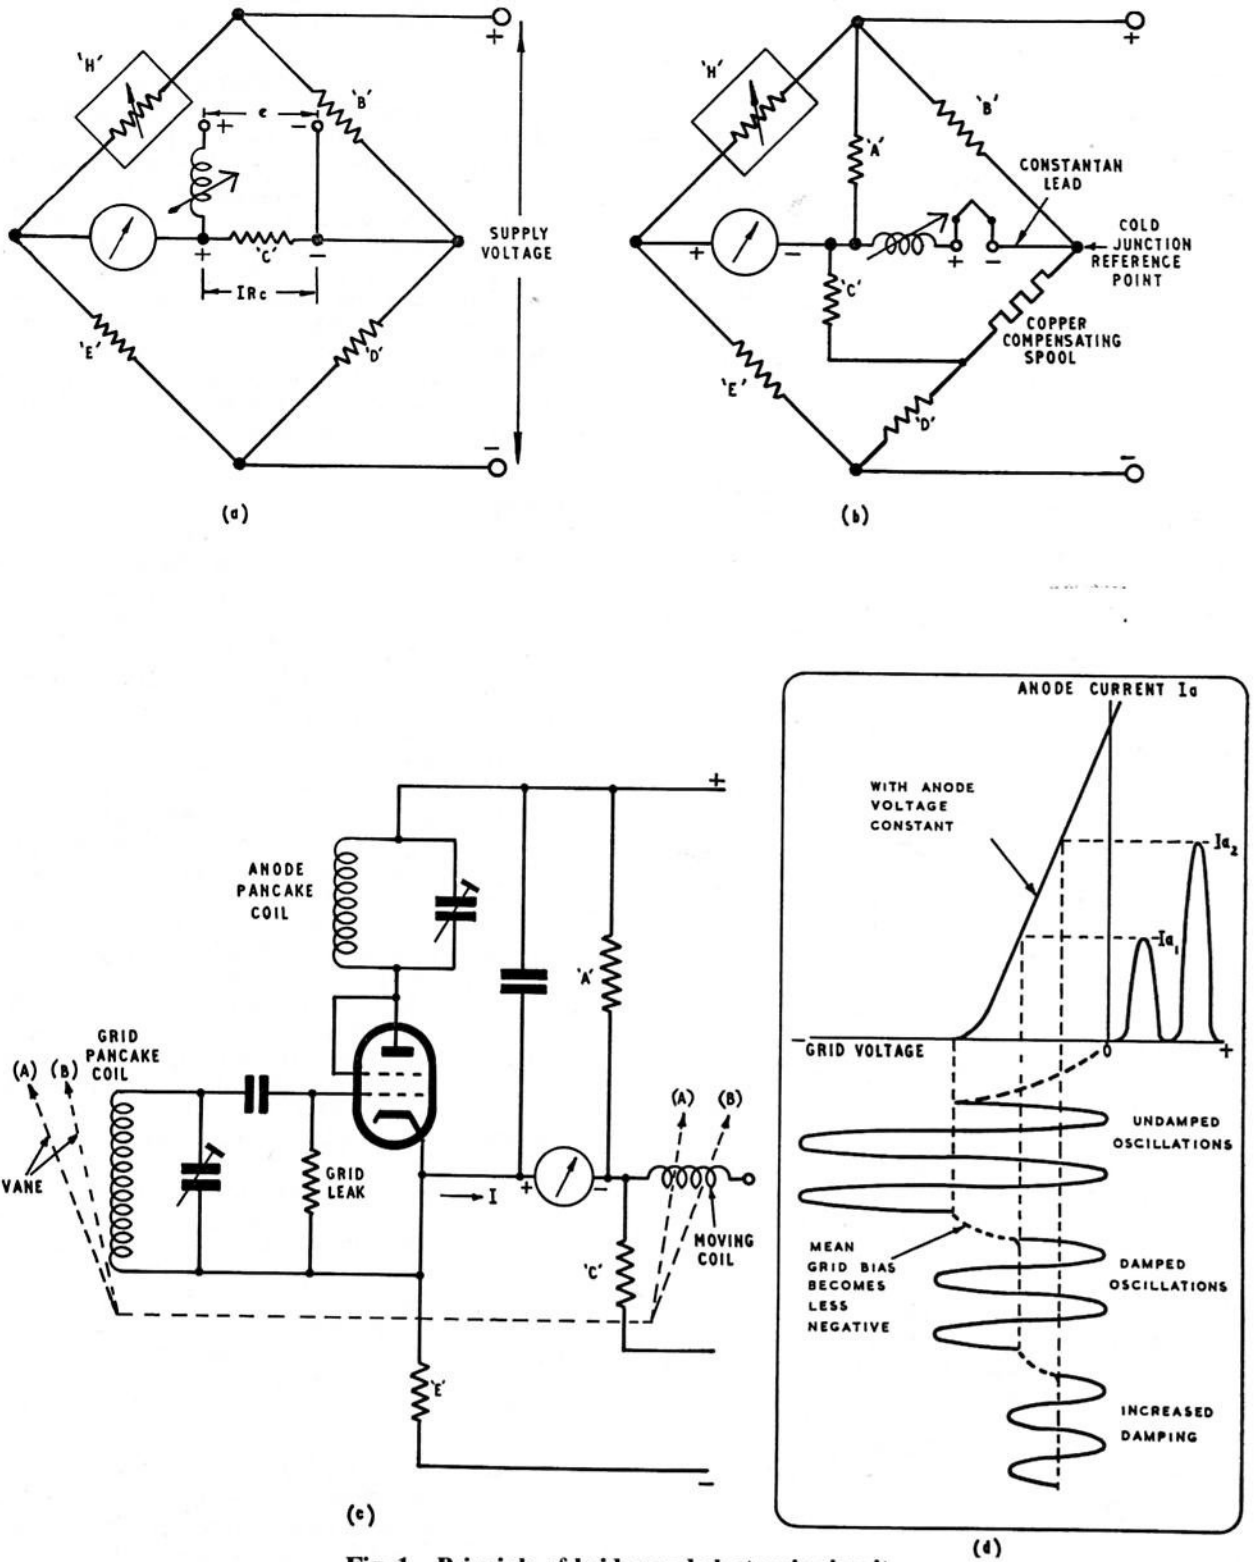 'H'
e
+ -
'B'
+
SUPPLY
VOLTAGE
'C'
+ -
IRc
'E'
'D'
-
(a)
'H'
+
'A'
'B'
CONSTANTAN
LEAD
COLD
JUNCTION
REFERENCE
POINT
+ -
+ -
'C'
COPPER
COMPENSATING
SPOOL
'E'
'D'
-
(b)
+
ANODE
PANCAKE
COIL
'A'
GRID
PANCAKE
COIL
(A) (B)
VANE
GRID
LEAK
I
+ -
(A) (B)
MOVING
COIL
'C'
'E'
-
(c)
ANODE CURRENT Ia
WITH ANODE
VOLTAGE
CONSTANT
Ia2
Ia1
- GRID VOLTAGE 0 +
UNDAMPED
OSCILLATIONS
MEAN
GRID BIAS
BECOMES
LESS
NEGATIVE
DAMPED
OSCILLATIONS
INCREASED
DAMPING
(d)